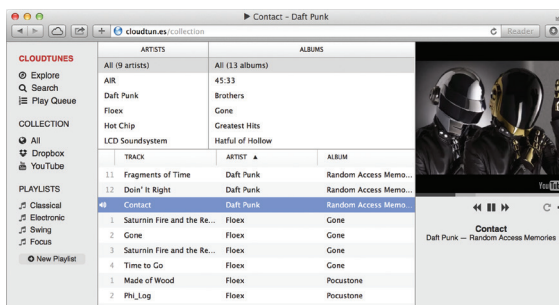 Contact – Daft Punk
cloudtun.es/collection
Reader
CLOUDTUNES
Explore
Search
Play Queue
COLLECTION
All
Dropbox
YouTube
PLAYLISTS
Classical
Electronic
Swing
Focus
New Playlist
ARTISTS ALBUMS
All (9 artists) All (13 albums)
AIR 45:33
Daft Punk Brothers
Floex Gone
Hot Chip Greatest Hits
LCD Soundsystem Hatful of Hollow
TRACK ARTIST ▲ ALBUM
11 Fragments of Time Daft Punk Random Access Memo...
12 Doin' It Right Daft Punk Random Access Memo...
Contact Daft Punk Random Access Memo...
1 Saturnin Fire and the Re... Floex Gone
2 Gone Floex Gone
3 Saturnin Fire and the Re... Floex Gone
4 Time to Go Floex Gone
1 Made of Wood Floex Pocustone
2 Phi_Log Floex Pocustone
You
Contact
Daft Punk — Random Access Memories